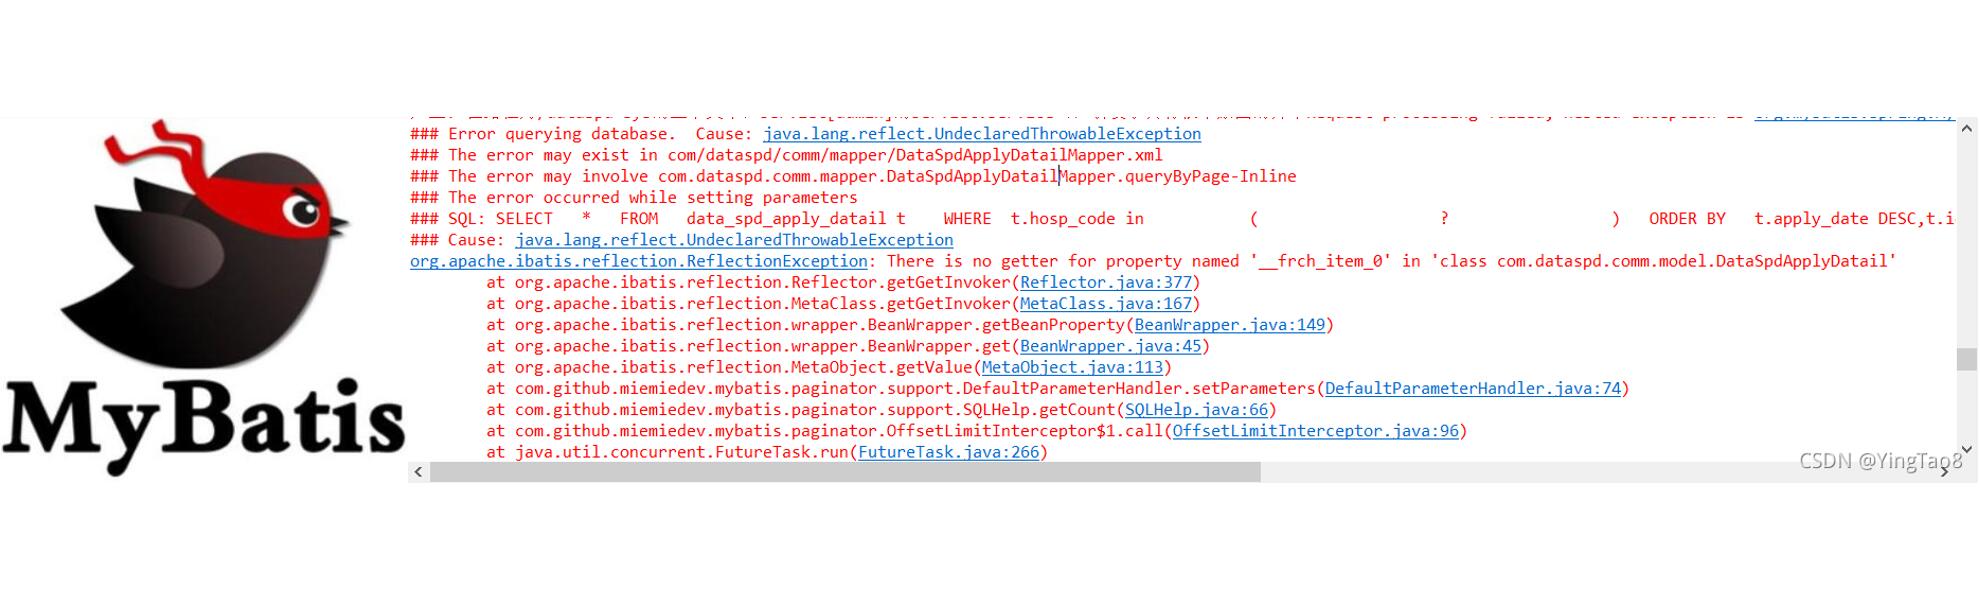 ### Error querying database.  Cause: java.lang.reflect.UndeclaredThrowableException
### The error may exist in com/dataspd/comm/mapper/DataSpdApplyDatailMapper.xml
### The error may involve com.dataspd.comm.mapper.DataSpdApplyDatailMapper.queryByPage-Inline
### The error occurred while setting parameters
### SQL: SELECT   *   FROM   data_spd_apply_datail t    WHERE  t.hosp_code in           (                   ?                 )   ORDER BY   t.apply_date DESC,t.i
### Cause: java.lang.reflect.UndeclaredThrowableException
org.apache.ibatis.reflection.ReflectionException: There is no getter for property named '__frch_item_0' in 'class com.dataspd.comm.model.DataSpdApplyDatail'
at org.apache.ibatis.reflection.Reflector.getGetInvoker(Reflector.java:377)
at org.apache.ibatis.reflection.MetaClass.getGetInvoker(MetaClass.java:167)
at org.apache.ibatis.reflection.wrapper.BeanWrapper.getBeanProperty(BeanWrapper.java:149)
at org.apache.ibatis.reflection.wrapper.BeanWrapper.get(BeanWrapper.java:45)
at org.apache.ibatis.reflection.MetaObject.getValue(MetaObject.java:113)
at com.github.miemiedev.mybatis.paginator.support.DefaultParameterHandler.setParameters(DefaultParameterHandler.java:74)
at com.github.miemiedev.mybatis.paginator.support.SQLHelp.getCount(SQLHelp.java:66)
at com.github.miemiedev.mybatis.paginator.OffsetLimitInterceptor$1.call(OffsetLimitInterceptor.java:96)
at java.util.concurrent.FutureTask.run(FutureTask.java:266)
MyBatis
CSDN @YingTao8